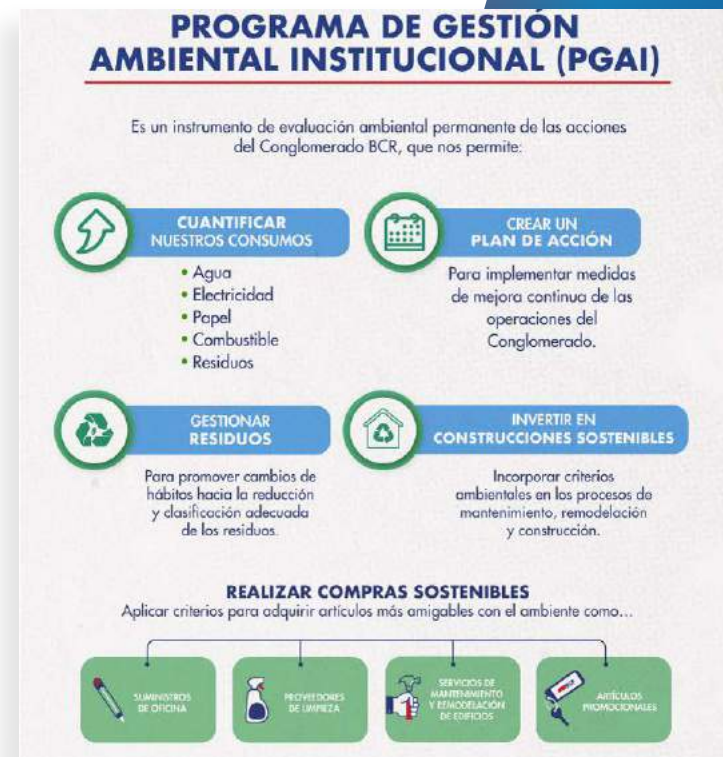 PROGRAMA DE GESTIÓN
AMBIENTAL INSTITUCIONAL (PGAI)
Es un instrumento de evaluación ambiental permanente de las acciones
del Conglomerado BCR, que nos permite:
CUANTIFICAR
NUESTROS CONSUMOS
• Agua
• Electricidad
• Papel
• Combustible
• Residuos
CREAR UN
PLAN DE ACCIÓN
Para implementar medidas
de mejora continua de las
operaciones del
Conglomerado.
GESTIONAR
RESIDUOS
Para promover cambios de
hábitos hacia la reducción
y clasificación adecuada
de los residuos.
INVERTIR EN
CONSTRUCCIONES SOSTENIBLES
Incorporar criterios
ambientales en los procesos de
mantenimiento, remodelación
y construcción.
REALIZAR COMPRAS SOSTENIBLES
Aplicar criterios para adquirir artículos más amigables con el ambiente como...
SUMINISTROS
DE OFICINA
PROVEEDORES
DE LIMPIEZA
SERVICIOS DE
MANTENIMIENTO
Y REMODELACIÓN
DE EDIFICIOS
ARTÍCULOS
PROMOCIONALES